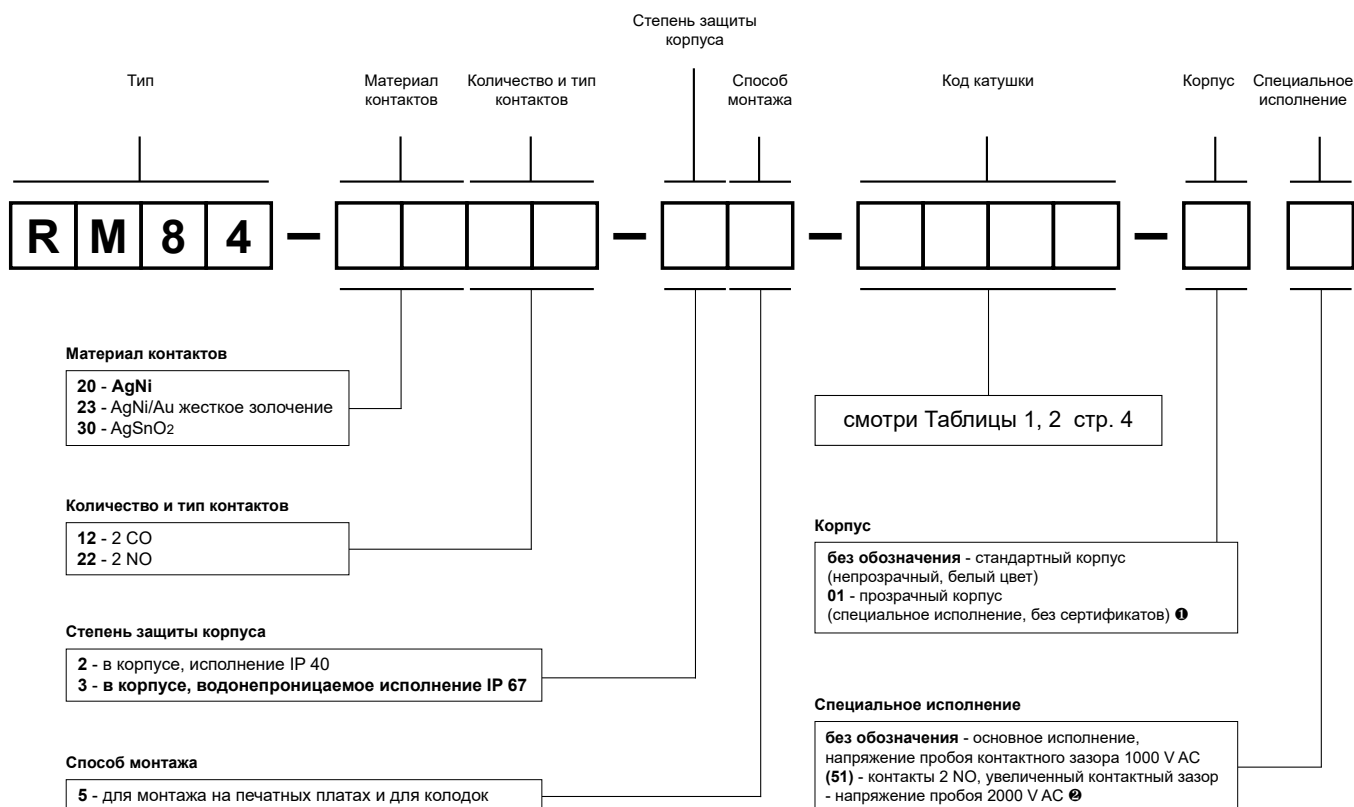 Степень защиты
корпуса
Тип
Материал
контактов
Количество и тип
контактов
Способ
монтажа
Код катушки
Корпус
Специальное
исполнение
R M 8 4 – – – –
Материал контактов
20 - AgNi
23 - AgNi/Au жесткое золочение
30 - AgSnO2
смотри Таблицы 1, 2 стр. 4
Количество и тип контактов
12 - 2 CO
22 - 2 NO
Корпус
без обозначения - стандартный корпус
(непрозрачный, белый цвет)
01 - прозрачный корпус
(специальное исполнение, без сертификатов) ❶
Степень защиты корпуса
2 - в корпусе, исполнение IP 40
3 - в корпусе, водонепроницаемое исполнение IP 67
Специальное исполнение
без обозначения - основное исполнение,
напряжение пробоя контактного зазора 1000 V AC
(51) - контакты 2 NO, увеличенный контактный зазор
- напряжение пробоя 2000 V AC ❷
Способ монтажа
5 - для монтажа на печатных платах и для колодок